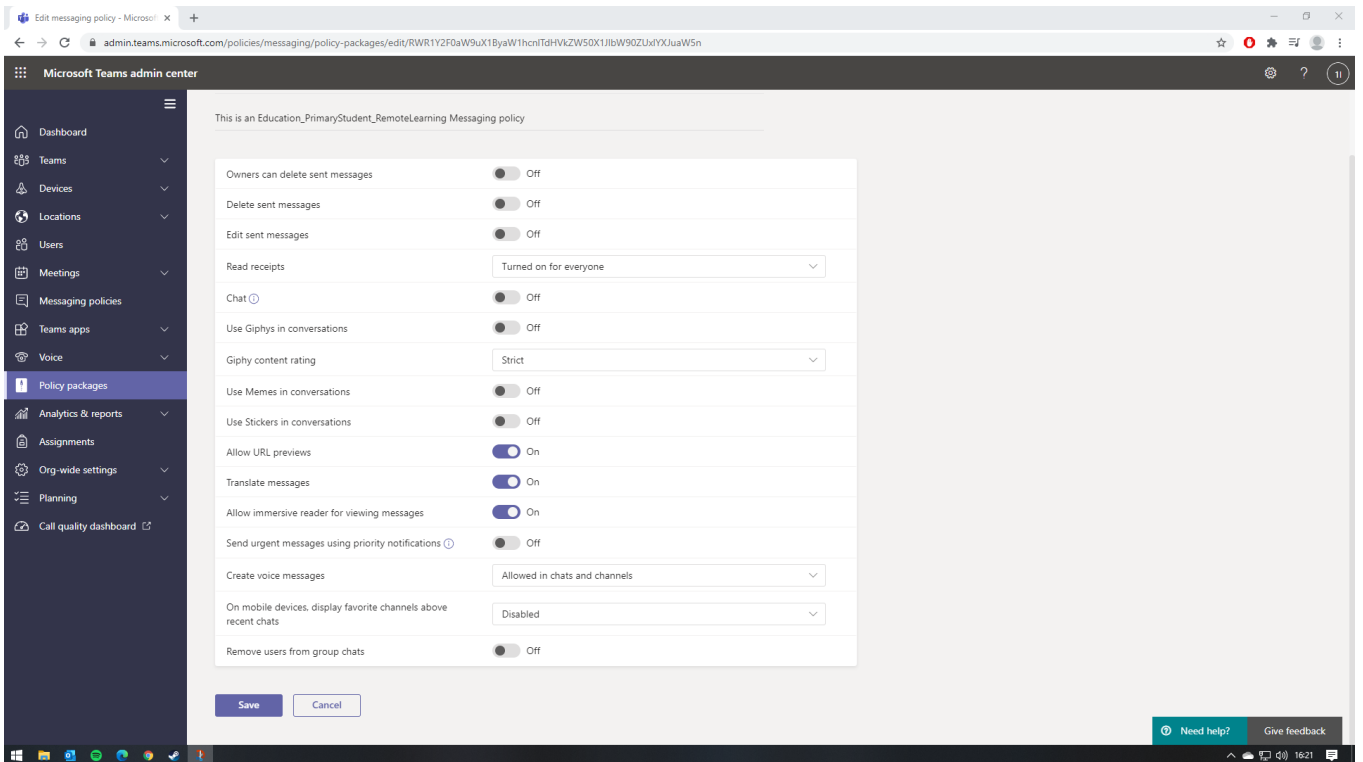 Edit messaging policy - Microsof
admin.teams.microsoft.com/policies/messaging/policy-packages/edit/
Microsoft Teams admin center
?
11
This is an Education_PrimaryStudent_RemoteLearning Messaging policy
Dashboard
Teams
Devices
Locations
Users
Meetings
Messaging policies
Teams apps
Voice
Policy packages
Analytics & reports
Assignments
Org-wide settings
Planning
Call quality dashboard
Owners can delete sent messages Off
Delete sent messages Off
Edit sent messages Off
Read receipts Turned on for everyone
Chat Off
Use Giphys in conversations Off
Giphy content rating Strict
Use Memes in conversations Off
Use Stickers in conversations Off
Allow URL previews On
Translate messages On
Allow immersive reader for viewing messages On
Send urgent messages using priority notifications Off
Create voice messages Allowed in chats and channels
On mobile devices, display favorite channels above
recent chats
Disabled
Remove users from group chats Off
Save Cancel
Need help? Give feedback
16:21